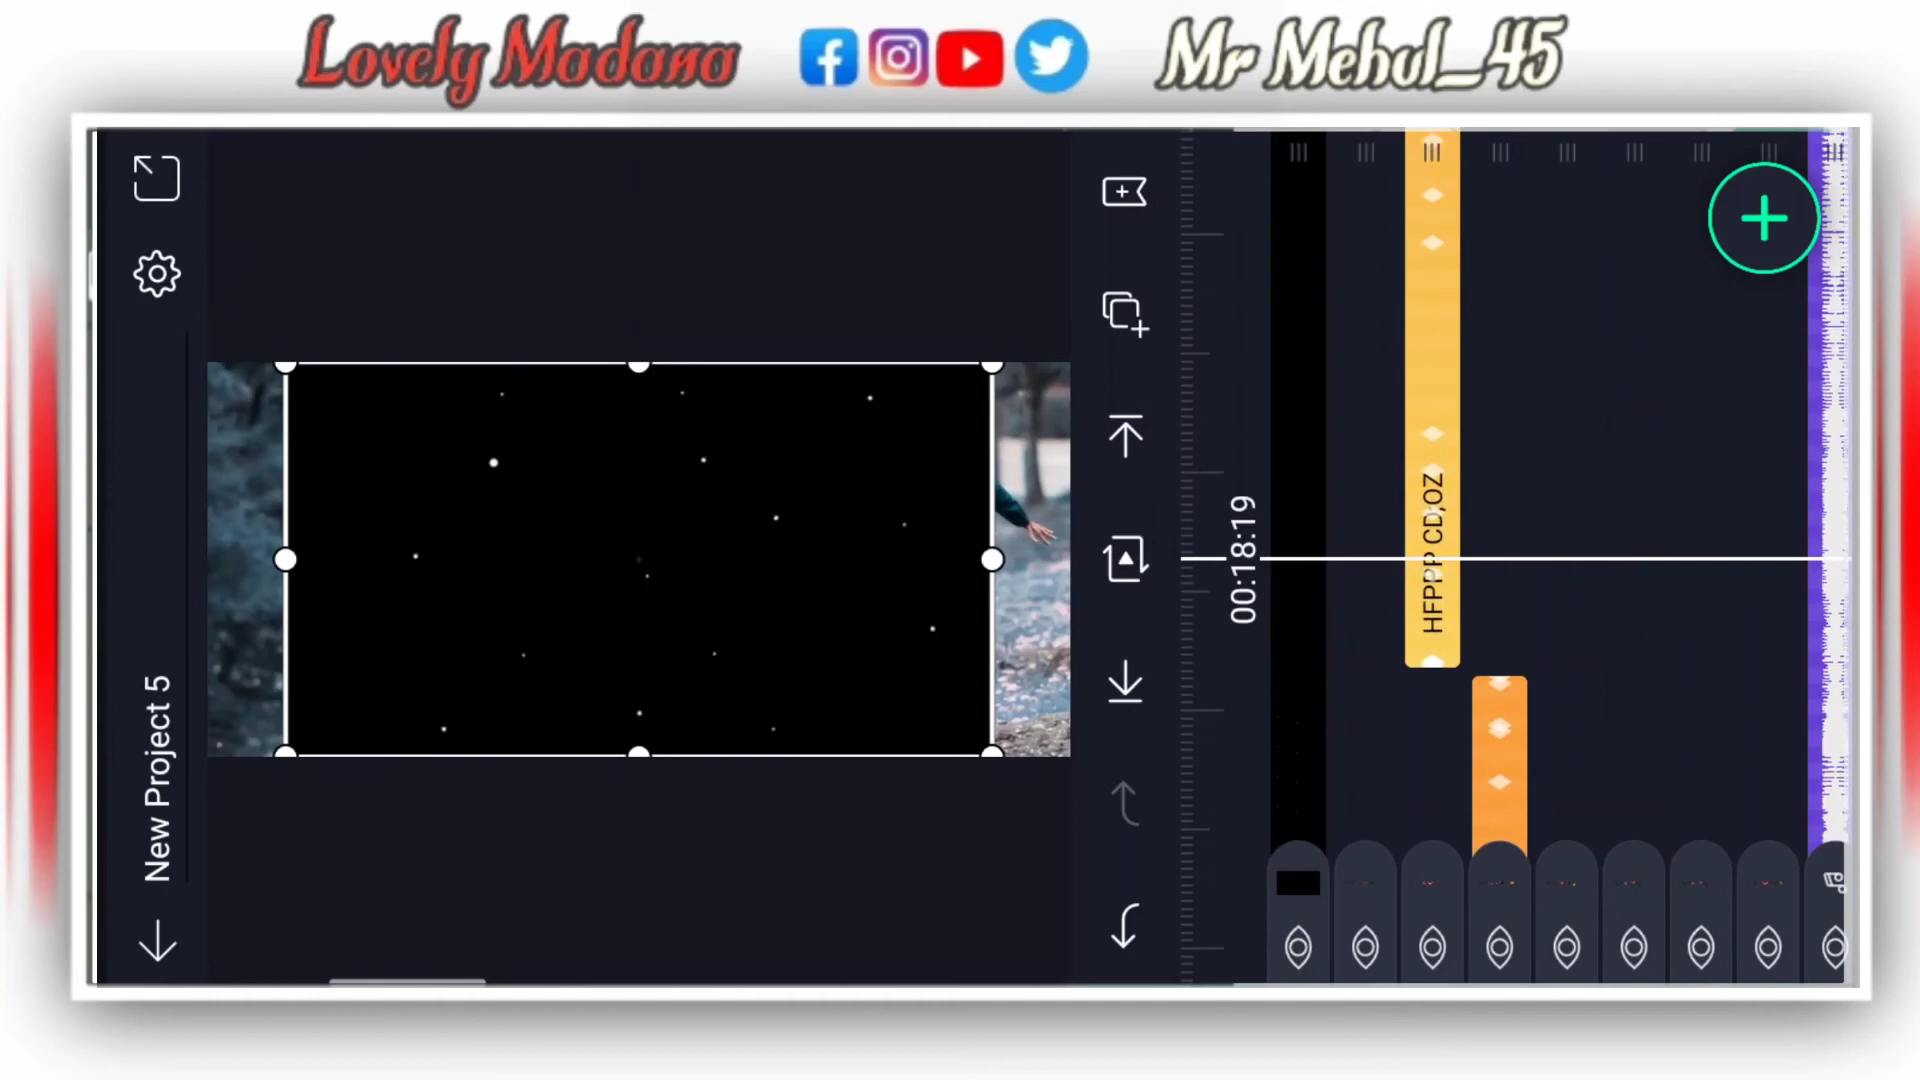 Lovely Madana
Mr Mehul_45
New Project 5
00:18:19
HFPPP CD;OZ